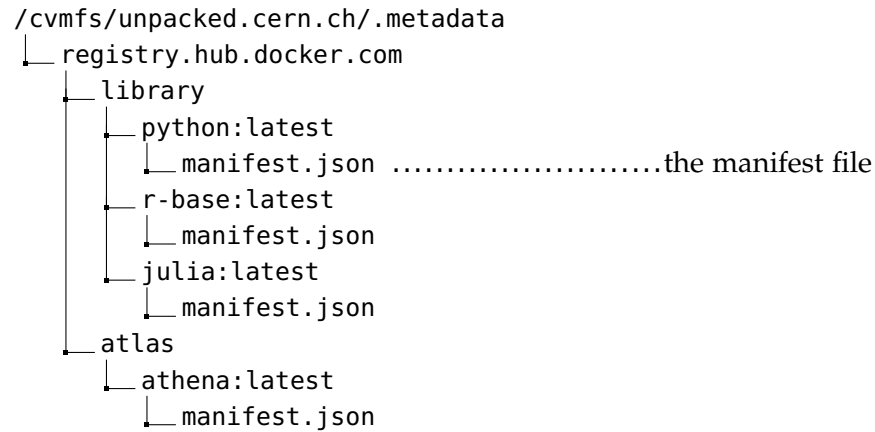 /cvmfs/unpacked.cern.ch/.metadata
registry.hub.docker.com
library
python:latest
manifest.json ........................the manifest file
r-base:latest
manifest.json
julia:latest
manifest.json
atlas
athena:latest
manifest.json